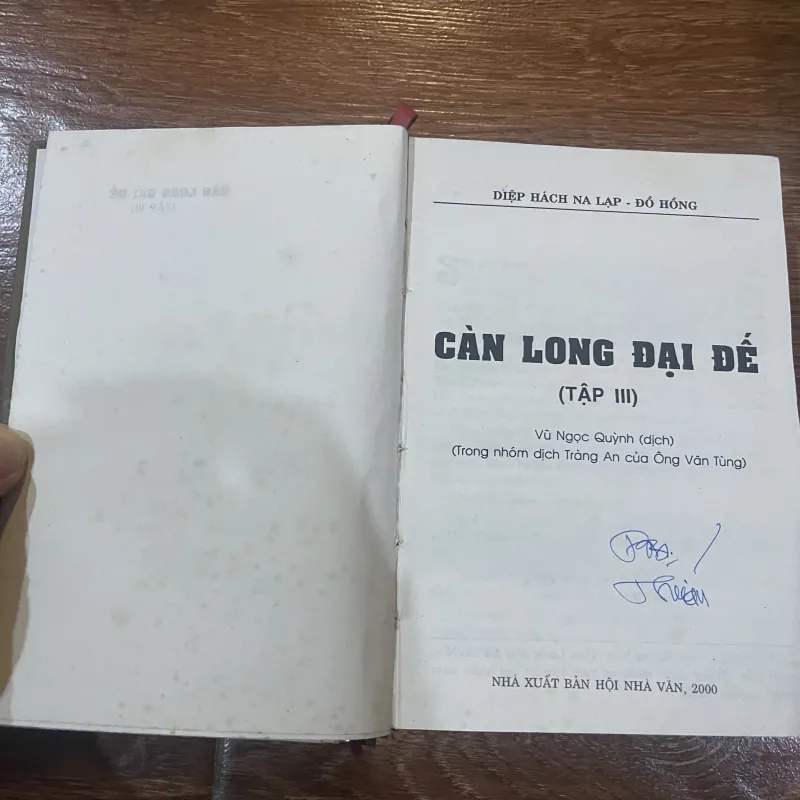 DIỆP HÁCH NA LẠP - ĐỒ HỒNG
CÀN LONG ĐẠI ĐẾ
(TẬP III)
Vũ Ngọc Quỳnh (dịch)
(Trong nhóm dịch Tràng An của Ông Văn Tùng)
NHÀ XUẤT BẢN HỘI NHÀ VĂN, 2000